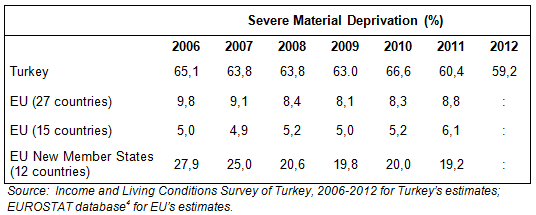 Severe Material Deprivation (%)
2006 2007 2008 2009 2010 2011 2012
Turkey 65,1 63,8 63,8 63.0 66,6 60,4 59,2
EU (27 countries) 9,8 9,1 8,4 8,1 8,3 8,8 :
EU (15 countries) 5,0 4,9 5,2 5,0 5,2 6,1 :
EU New Member States
(12 countries) 27,9 25,0 20,6 19,8 20,0 19,2 :
Source: Income and Living Conditions Survey of Turkey, 2006-2012 for Turkey's estimates;
EUROSTAT database4 for EU's estimates.